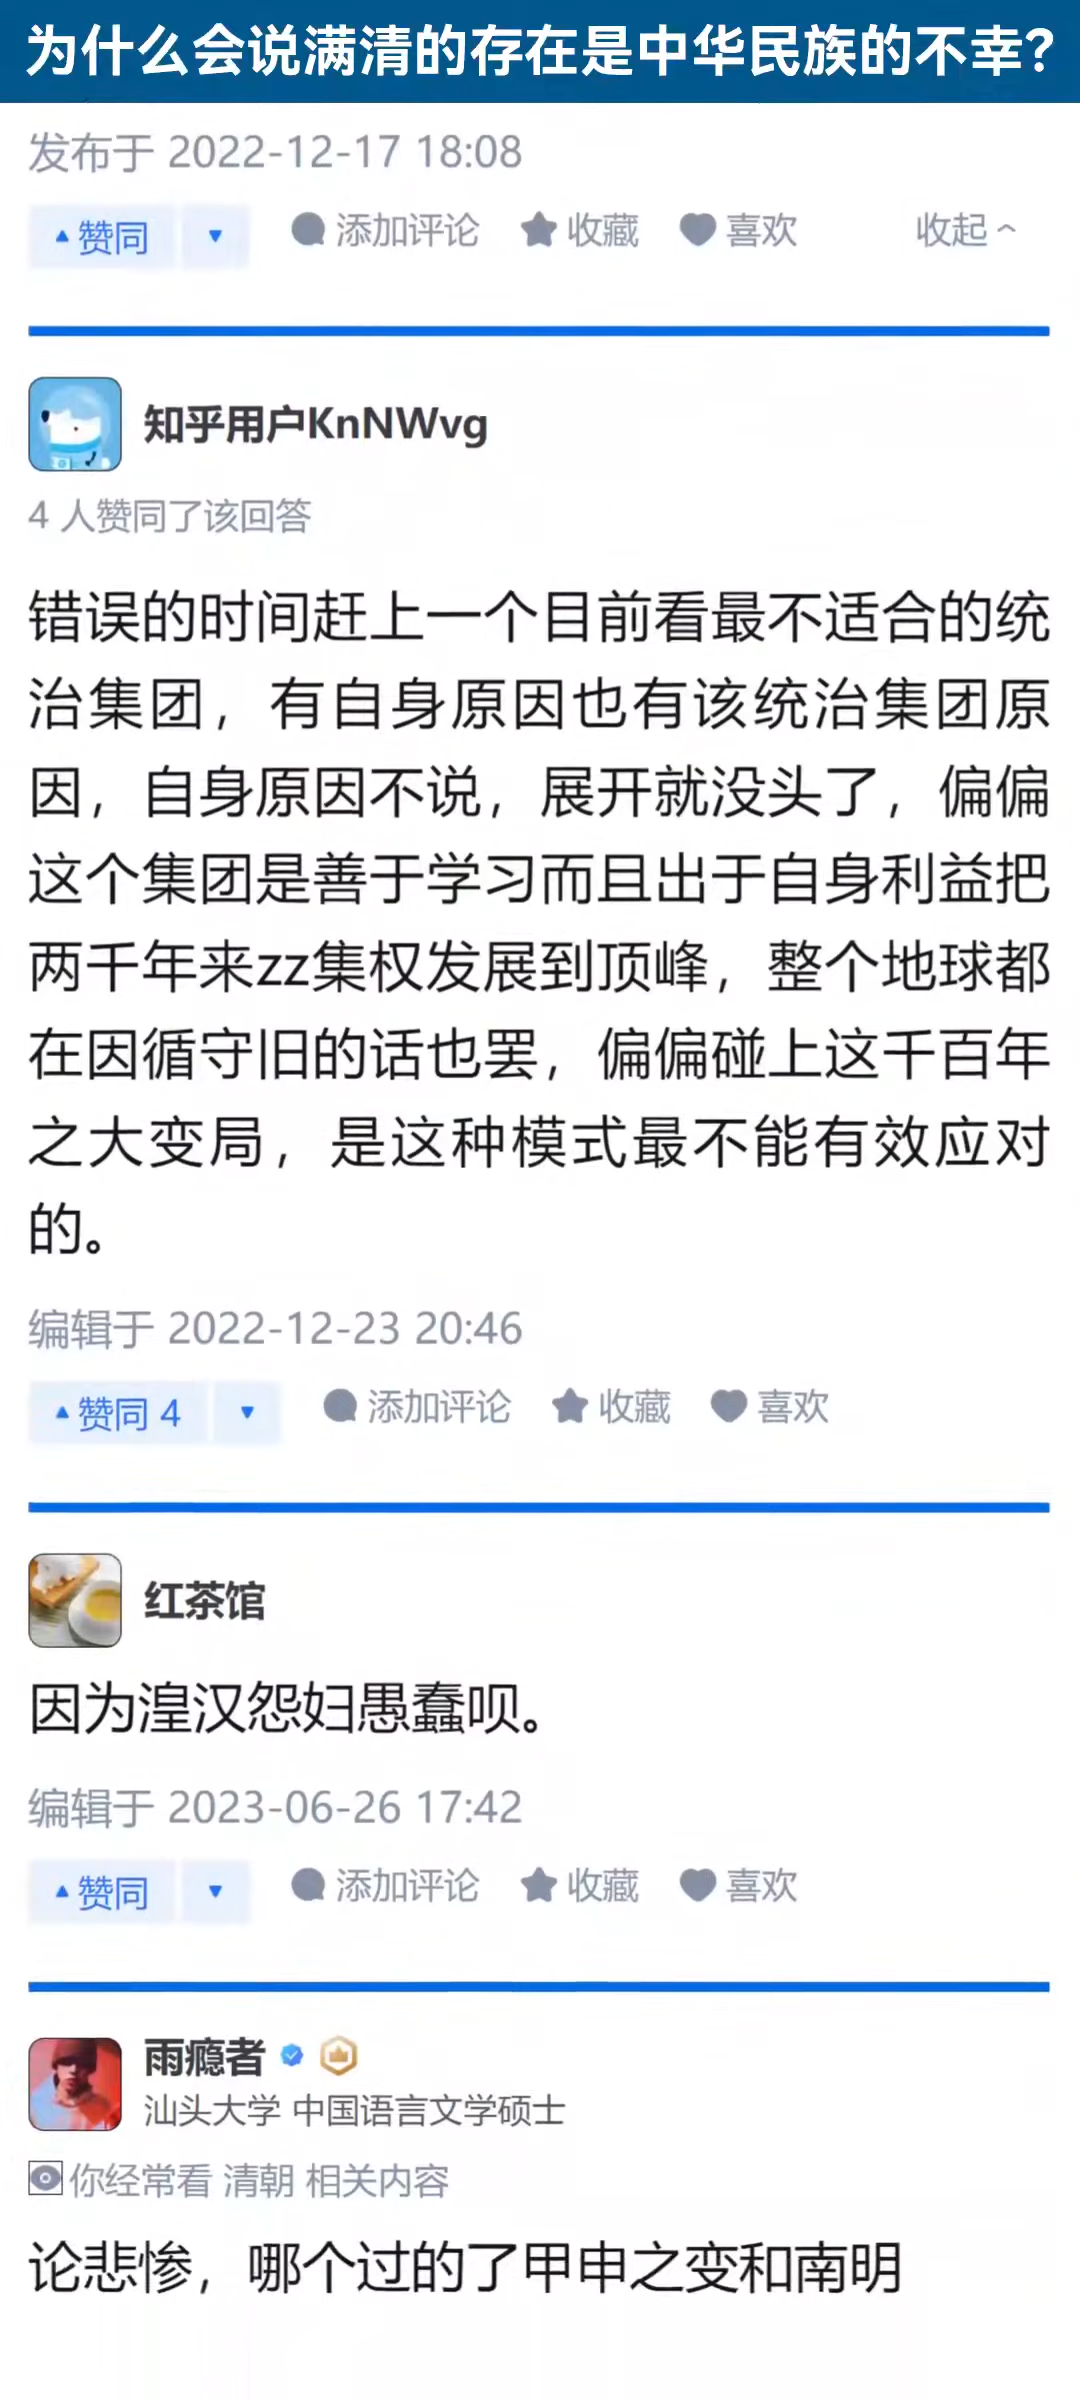 为什么会说满清的存在是中华民族的不幸？
发布于 2022-12-17 18:08
赞同 添加评论 收藏 喜欢 收起
知乎用户KnNWvg
4 人赞同了该回答
错误的时间赶上一个目前看最不适合的统
治集团，有自身原因也有该统治集团原
因，自身原因不说，展开就没头了，偏偏
这个集团是善于学习而且出于自身利益把
两千年来zz集权发展到顶峰，整个地球都
在因循守旧的话也罢，偏偏碰上这千百年
之大变局，是这种模式最不能有效应对
的。
编辑于 2022-12-23 20:46
赞同 4 添加评论 收藏 喜欢
红茶馆
因为湟汉怨妇愚蠢呗。
编辑于 2023-06-26 17:42
赞同 添加评论 收藏 喜欢
雨瘾者
汕头大学 中国语言文学硕士
你经常看 清朝 相关内容
论悲惨，哪个过的了甲申之变和南明